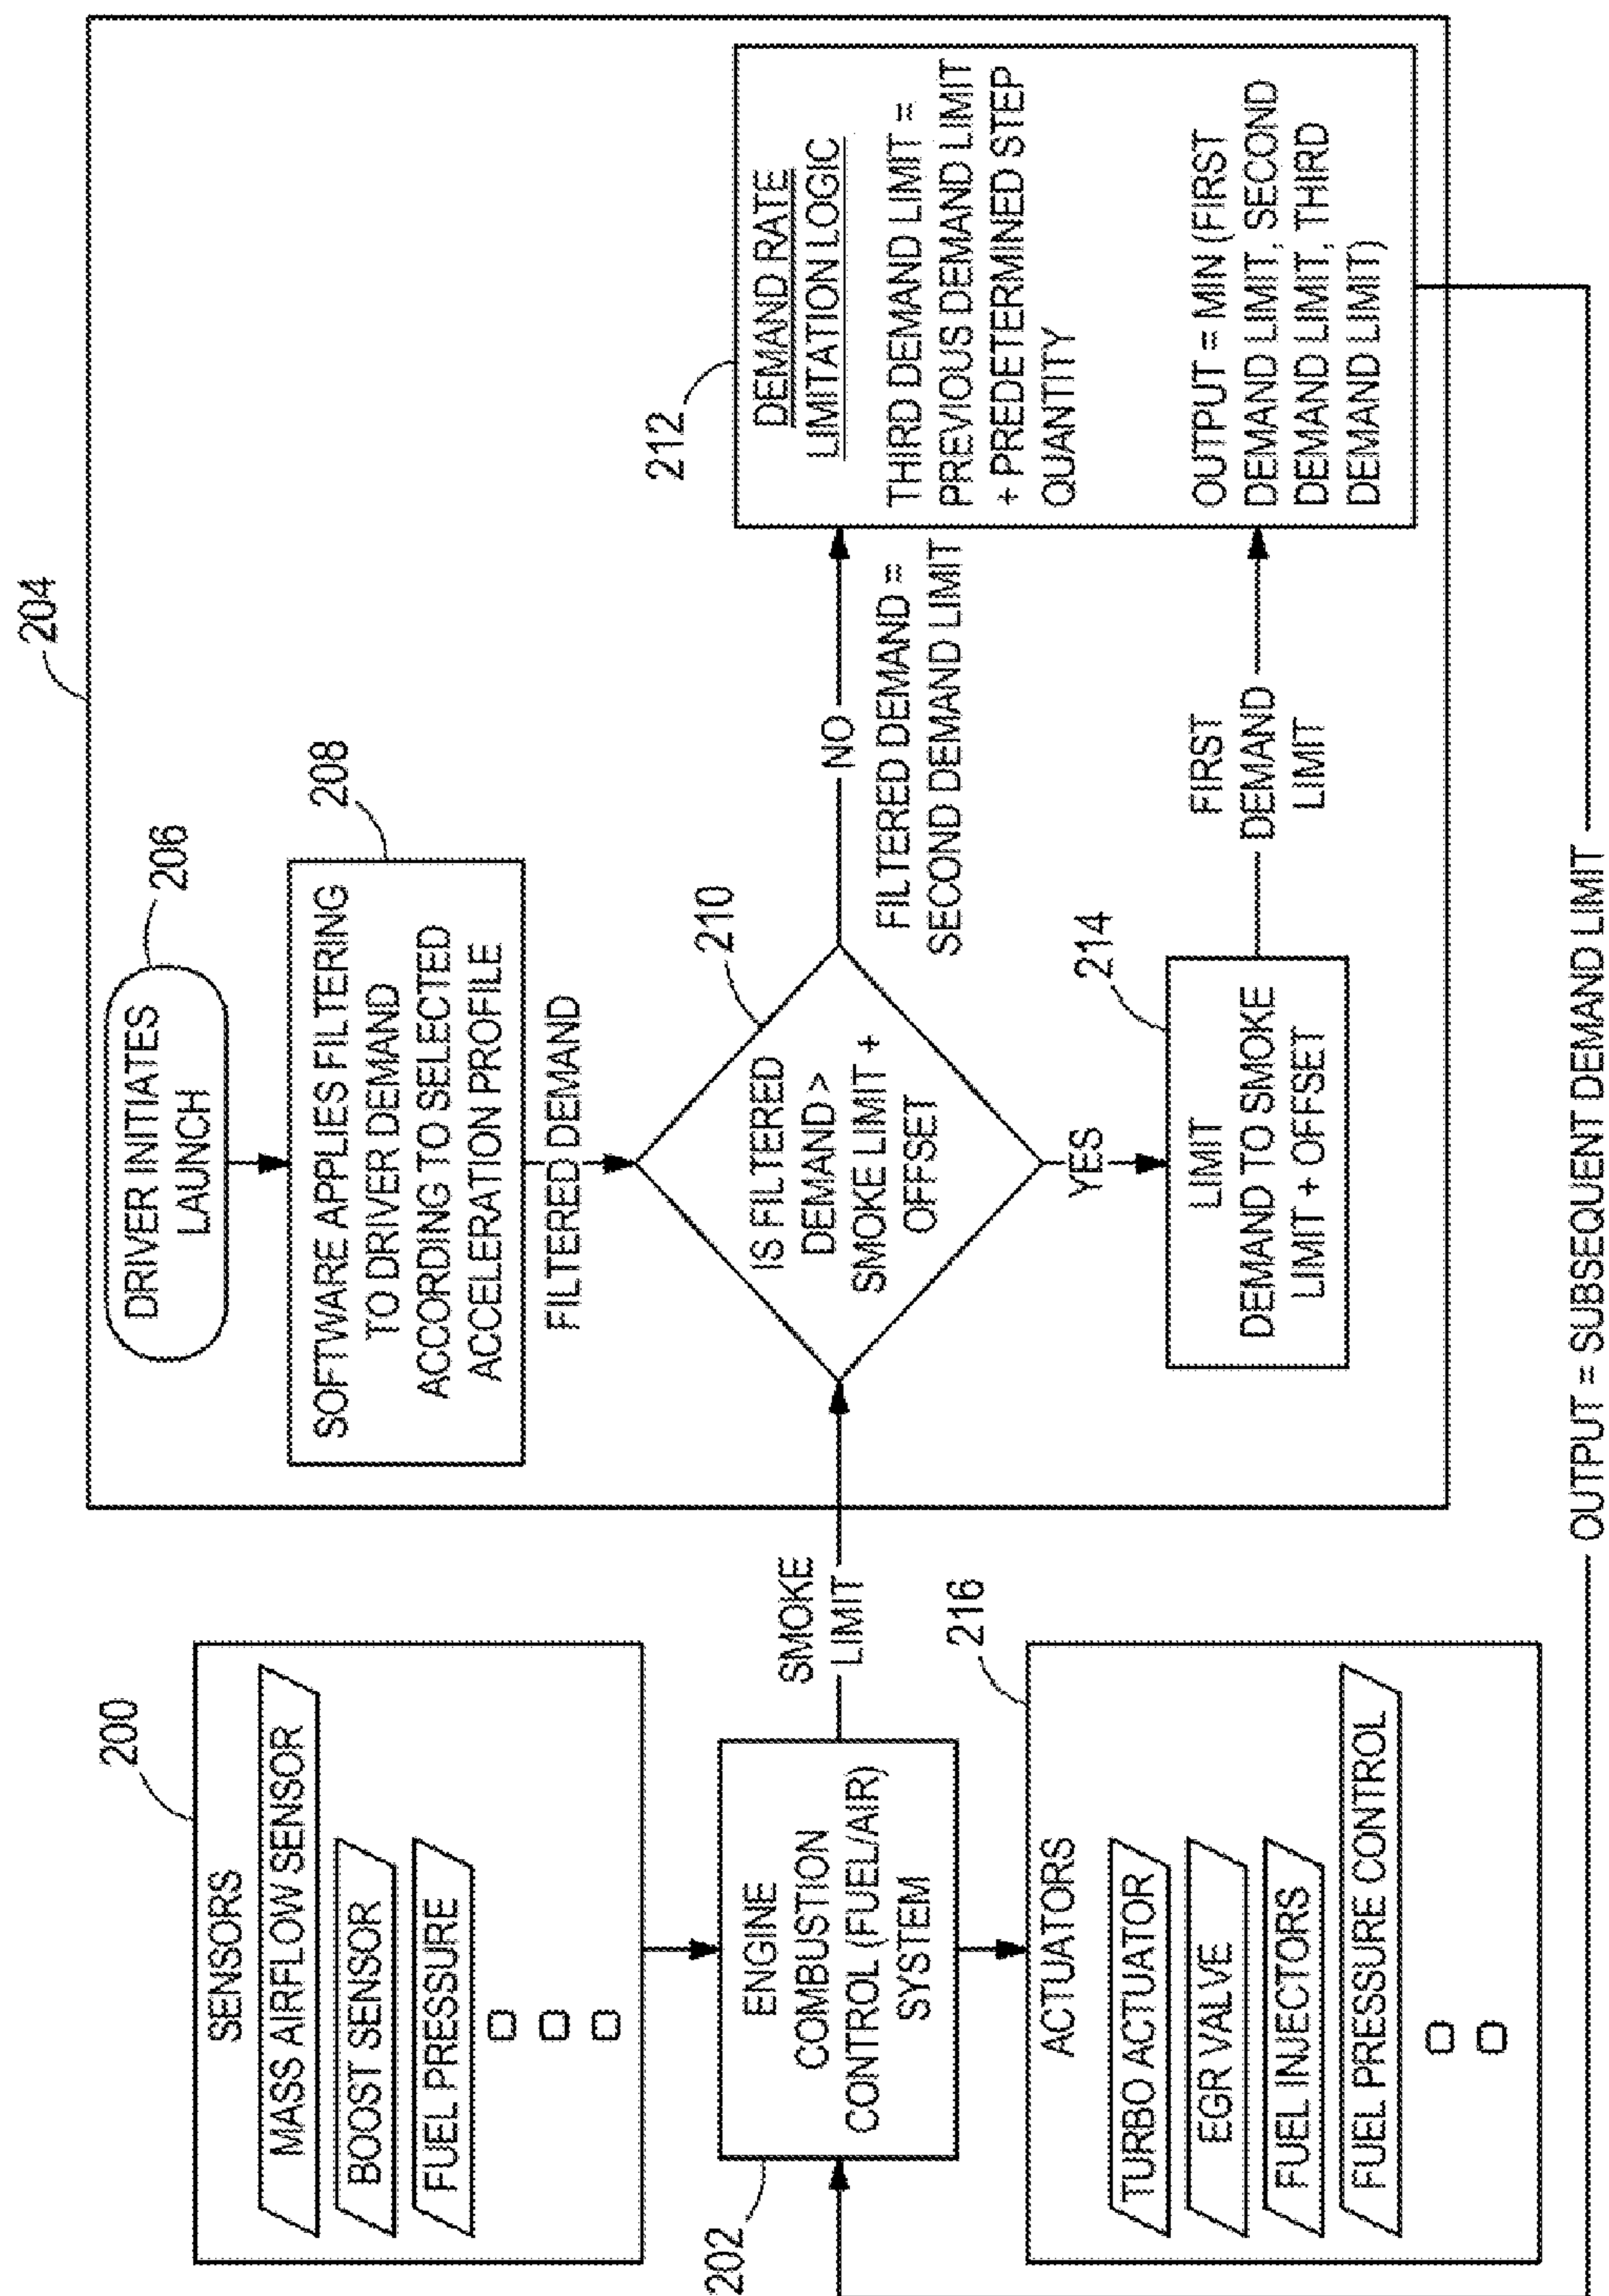 200
SENSORS
MASS AIRFLOW SENSOR
BOOST SENSOR
FUEL PRESSURE
202
ENGINE
COMBUSTION
CONTROL (FUEL/AIR)
SYSTEM
SMOKE
LIMIT
216
ACTUATORS
TURBO ACTUATOR
EGR VALVE
FUEL INJECTORS
FUEL PRESSURE CONTROL
204
206
DRIVER INITIATES
LAUNCH
208
SOFTWARE APPLIES FILTERING
TO DRIVER DEMAND
ACCORDING TO SELECTED
ACCELERATION PROFILE
FILTERED DEMAND
210
IS FILTERED
DEMAND >
SMOKE LIMIT +
OFFSET
NO
FILTERED DEMAND =
SECOND DEMAND LIMIT
YES
214
LIMIT
DEMAND TO SMOKE
LIMIT + OFFSET
FIRST
DEMAND
LIMIT
212
DEMAND RATE
LIMITATION LOGIC
THIRD DEMAND LIMIT =
PREVIOUS DEMAND LIMIT
+ PREDETERMINED STEP
QUANTITY
OUTPUT = MIN (FIRST
DEMAND LIMIT, SECOND
DEMAND LIMIT, THIRD
DEMAND LIMIT)
OUTPUT = SUBSEQUENT DEMAND LIMIT